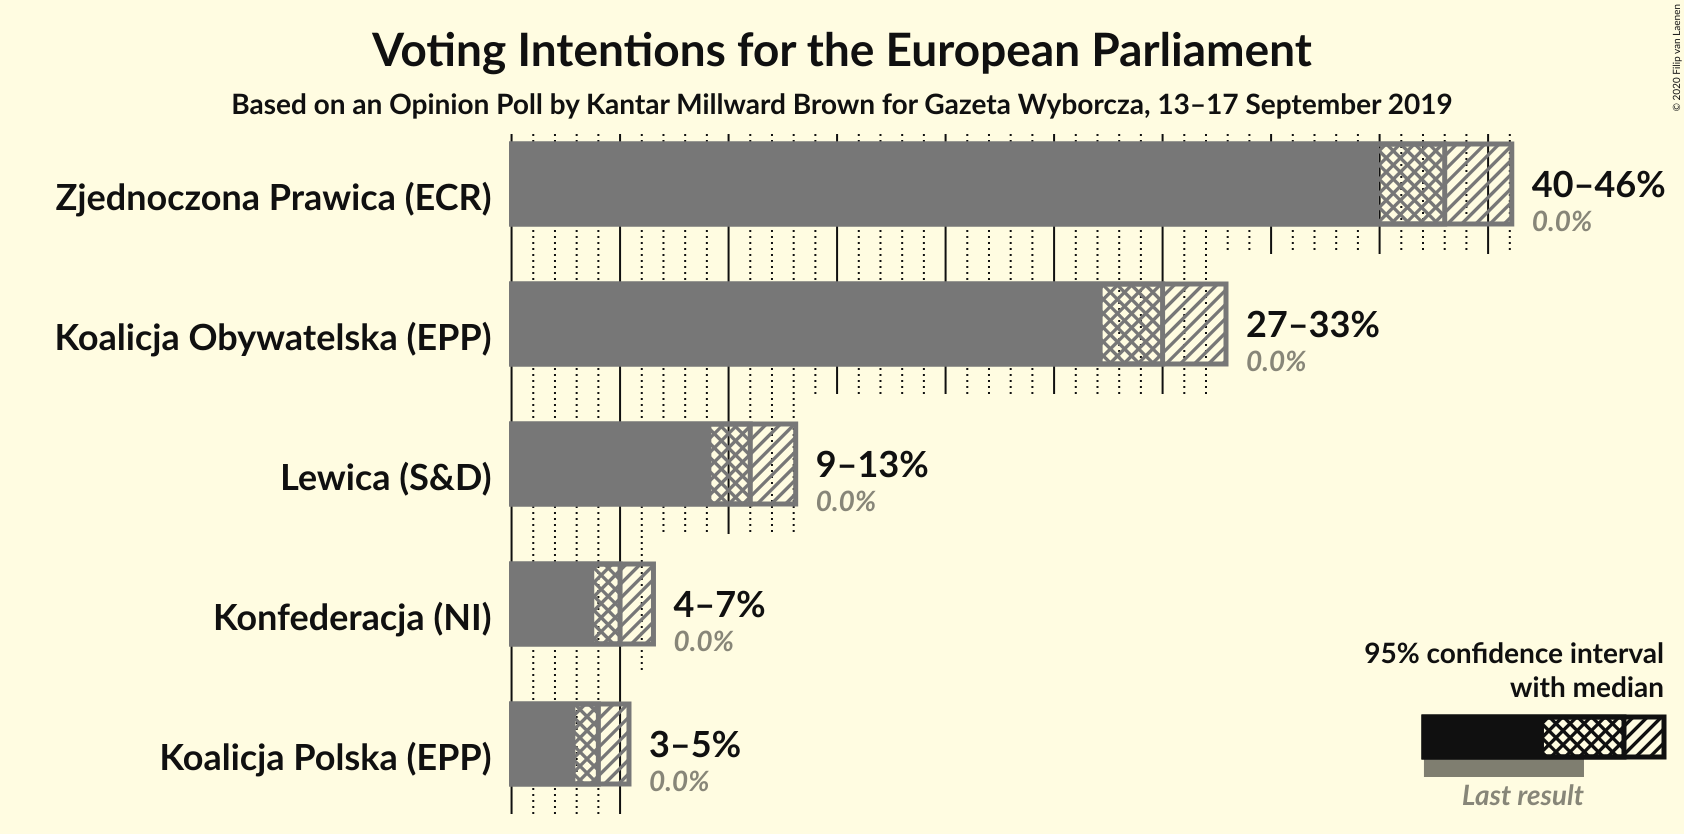 Voting Intentions for the European Parliament
Based on an Opinion Poll by Kantar Millward Brown for Gazeta Wyborcza, 13–17 September 2019
© 2020 Filip van Laenen
Zjednoczona Prawica (ECR)
40–46%
0.0%
Koalicja Obywatelska (EPP)
27–33%
0.0%
Lewica (S&D)
9–13%
0.0%
Konfederacja (NI)
4–7%
0.0%
Koalicja Polska (EPP)
3–5%
0.0%
95% confidence interval
with median
Last result